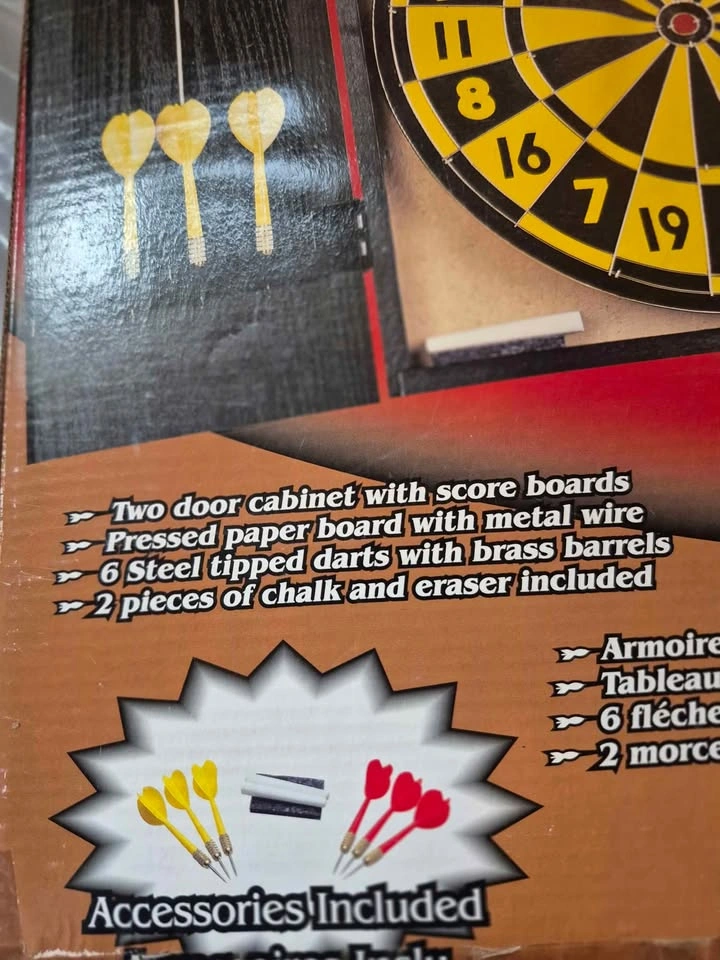 11
8
16
7
19
Two door cabinet with score boards
Pressed paper board with metal wire
6 Steel tipped darts with brass barrels
2 pieces of chalk and eraser included
Armoire
Tableau
6 fléche
2 morce
Accessories Included